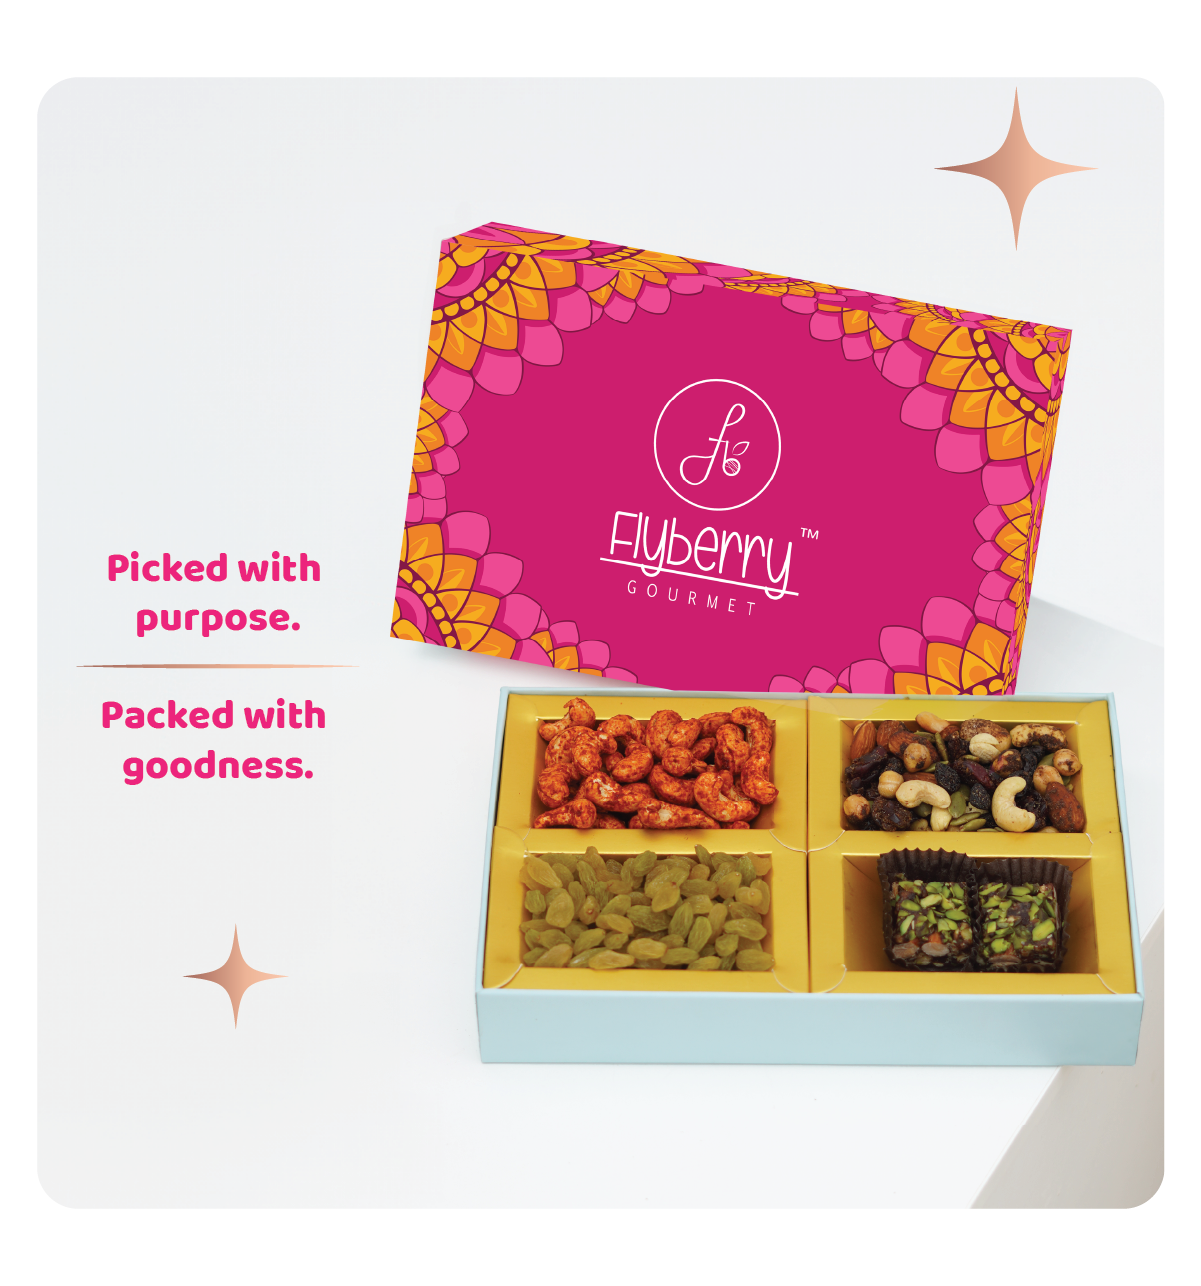 Flyberry™
GOURMET
Picked with
purpose.
Packed with
goodness.